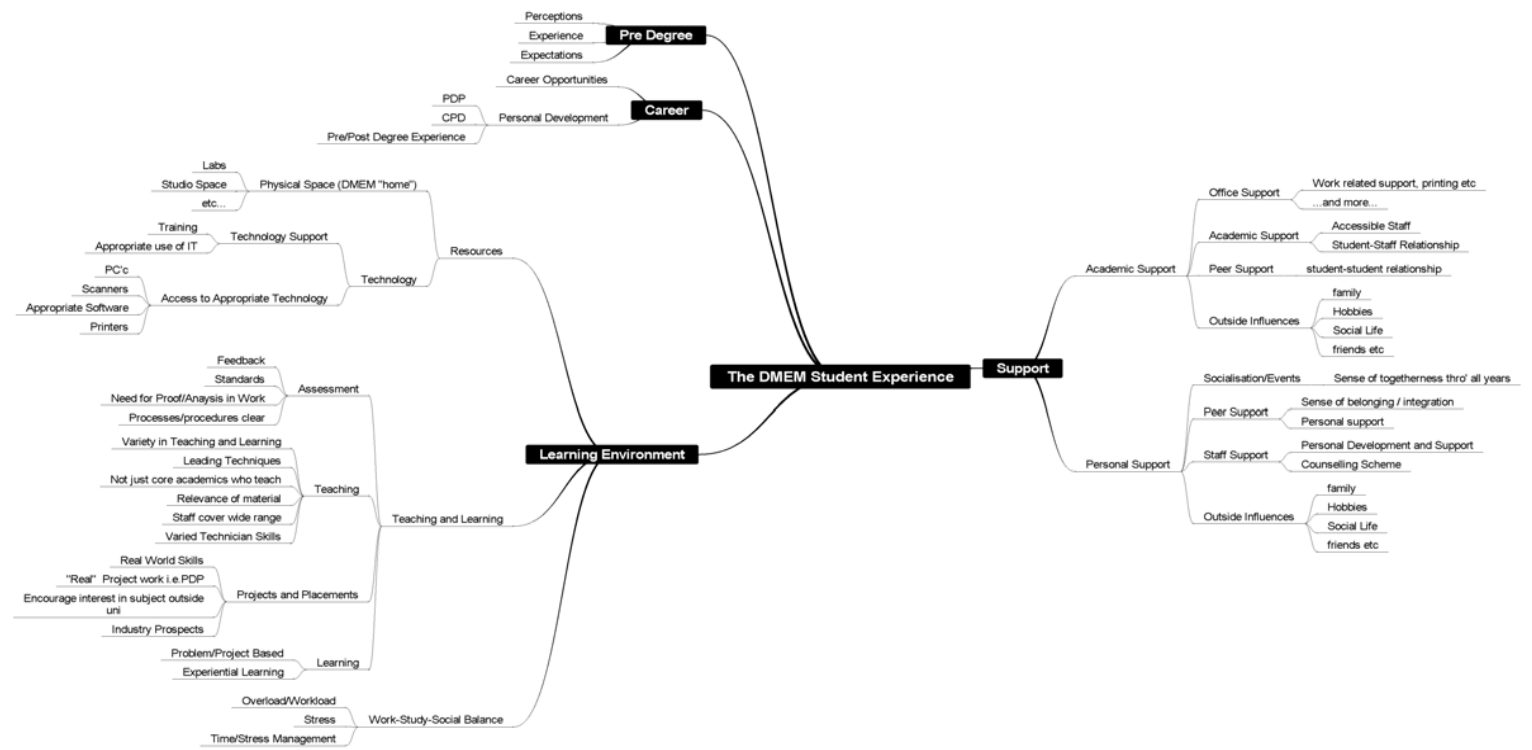 Perceptions
Pre Degree
Experience
Expectations
Career Opportunities
Career
PDP
CPD
Personal Development
Pre/Post Degree Experience
Labs
Studio Space
Physical Space (DMEM "home")
etc...
Training
Technology Support
Appropriate use of IT
Resources
Technology
PC'c
Scanners
Access to Appropriate Technology
Appropriate Software
Printers
Feedback
Standards
Assessment
Need for Proof/Anaysis in Work
Processes/procedures clear
Variety in Teaching and Learning
Leading Techniques
Not just core academics who teach
Teaching
Relevance of material
Staff cover wide range
Varied Technician Skills
Teaching and Learning
Real World Skills
"Real" Project work i.e.PDP
Projects and Placements
Encourage interest in subject outside
uni
Industry Prospects
Problem/Project Based
Learning
Experiential Learning
Overload/Workload
Stress
Work-Study-Social Balance
Time/Stress Management
Learning Environment
The DMEM Student Experience
Support
Academic Support
Office Support
Work related support, printing etc
...and more...
Academic Support
Accessible Staff
Student-Staff Relationship
Peer Support
student-student relationship
Outside Influences
family
Hobbies
Social Life
friends etc
Personal Support
Socialisation/Events
Sense of togetherness thro' all years
Peer Support
Sense of belonging / integration
Personal support
Staff Support
Personal Development and Support
Counselling Scheme
Outside Influences
family
Hobbies
Social Life
friends etc